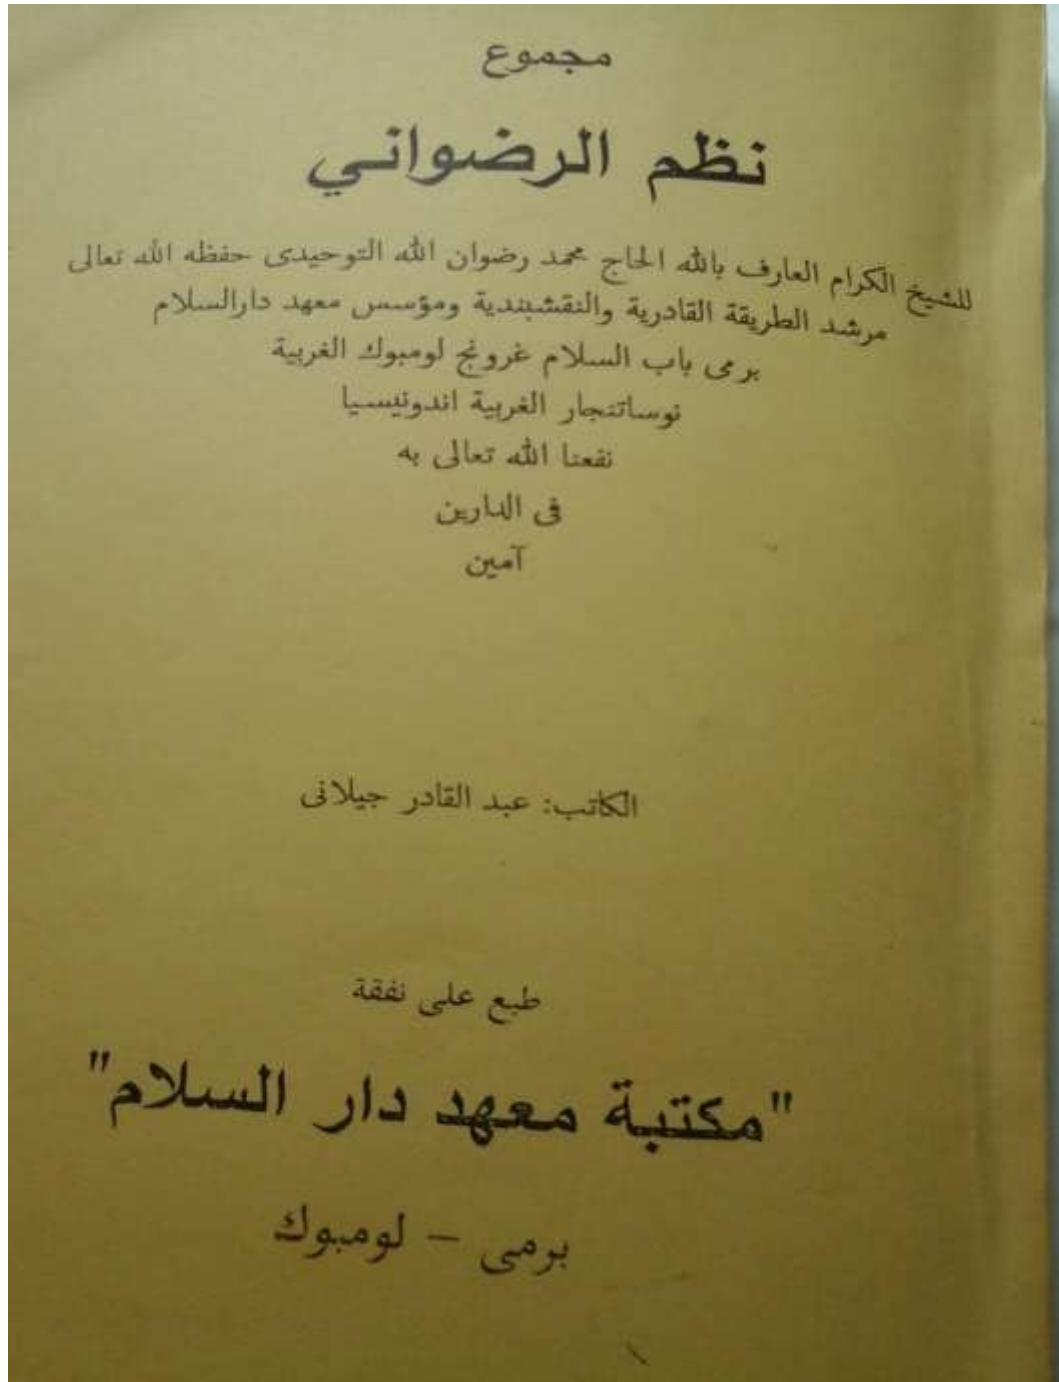 مجموع
نظم الرضواني
للشيخ الكرام العارف بالله الحاج محمد رضوان الله التوحيدى حفظه الله تعالى
مرشد الطريقة القادرية والنقشبندية ومؤسس معهد دارالسلام
برمى باب السلام غرونج لومبوك الغربية
نوساتنجار الغربية اندونيسيا
نفعنا الله تعالى به
فى الدارين
آمين
الكاتب: عبد القادر جيلانى
طبع على نفقة
"مكتبة معهد دار السلام"
برمى – لومبوك